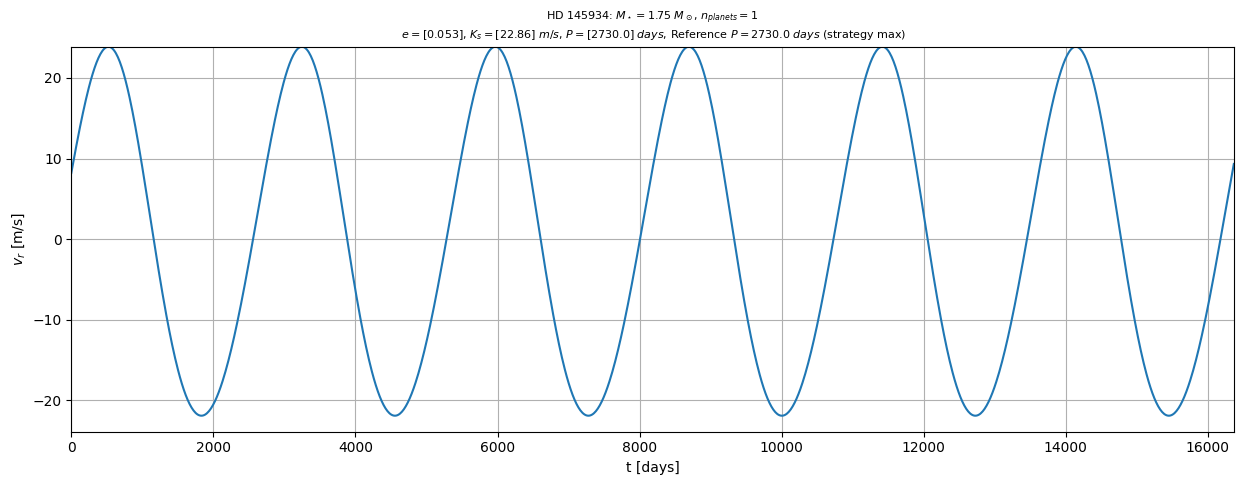 HD 145934: M⋆ = 1.75 M⊙, nplanets = 1
e = [0.053], Ks = [22.86] m/s, P = [2730.0] days, Reference P = 2730.0 days (strategy max)
20
10
0
−10
−20
vr [m/s]
0 2000 4000 6000 8000 10000 12000 14000 16000
t [days]